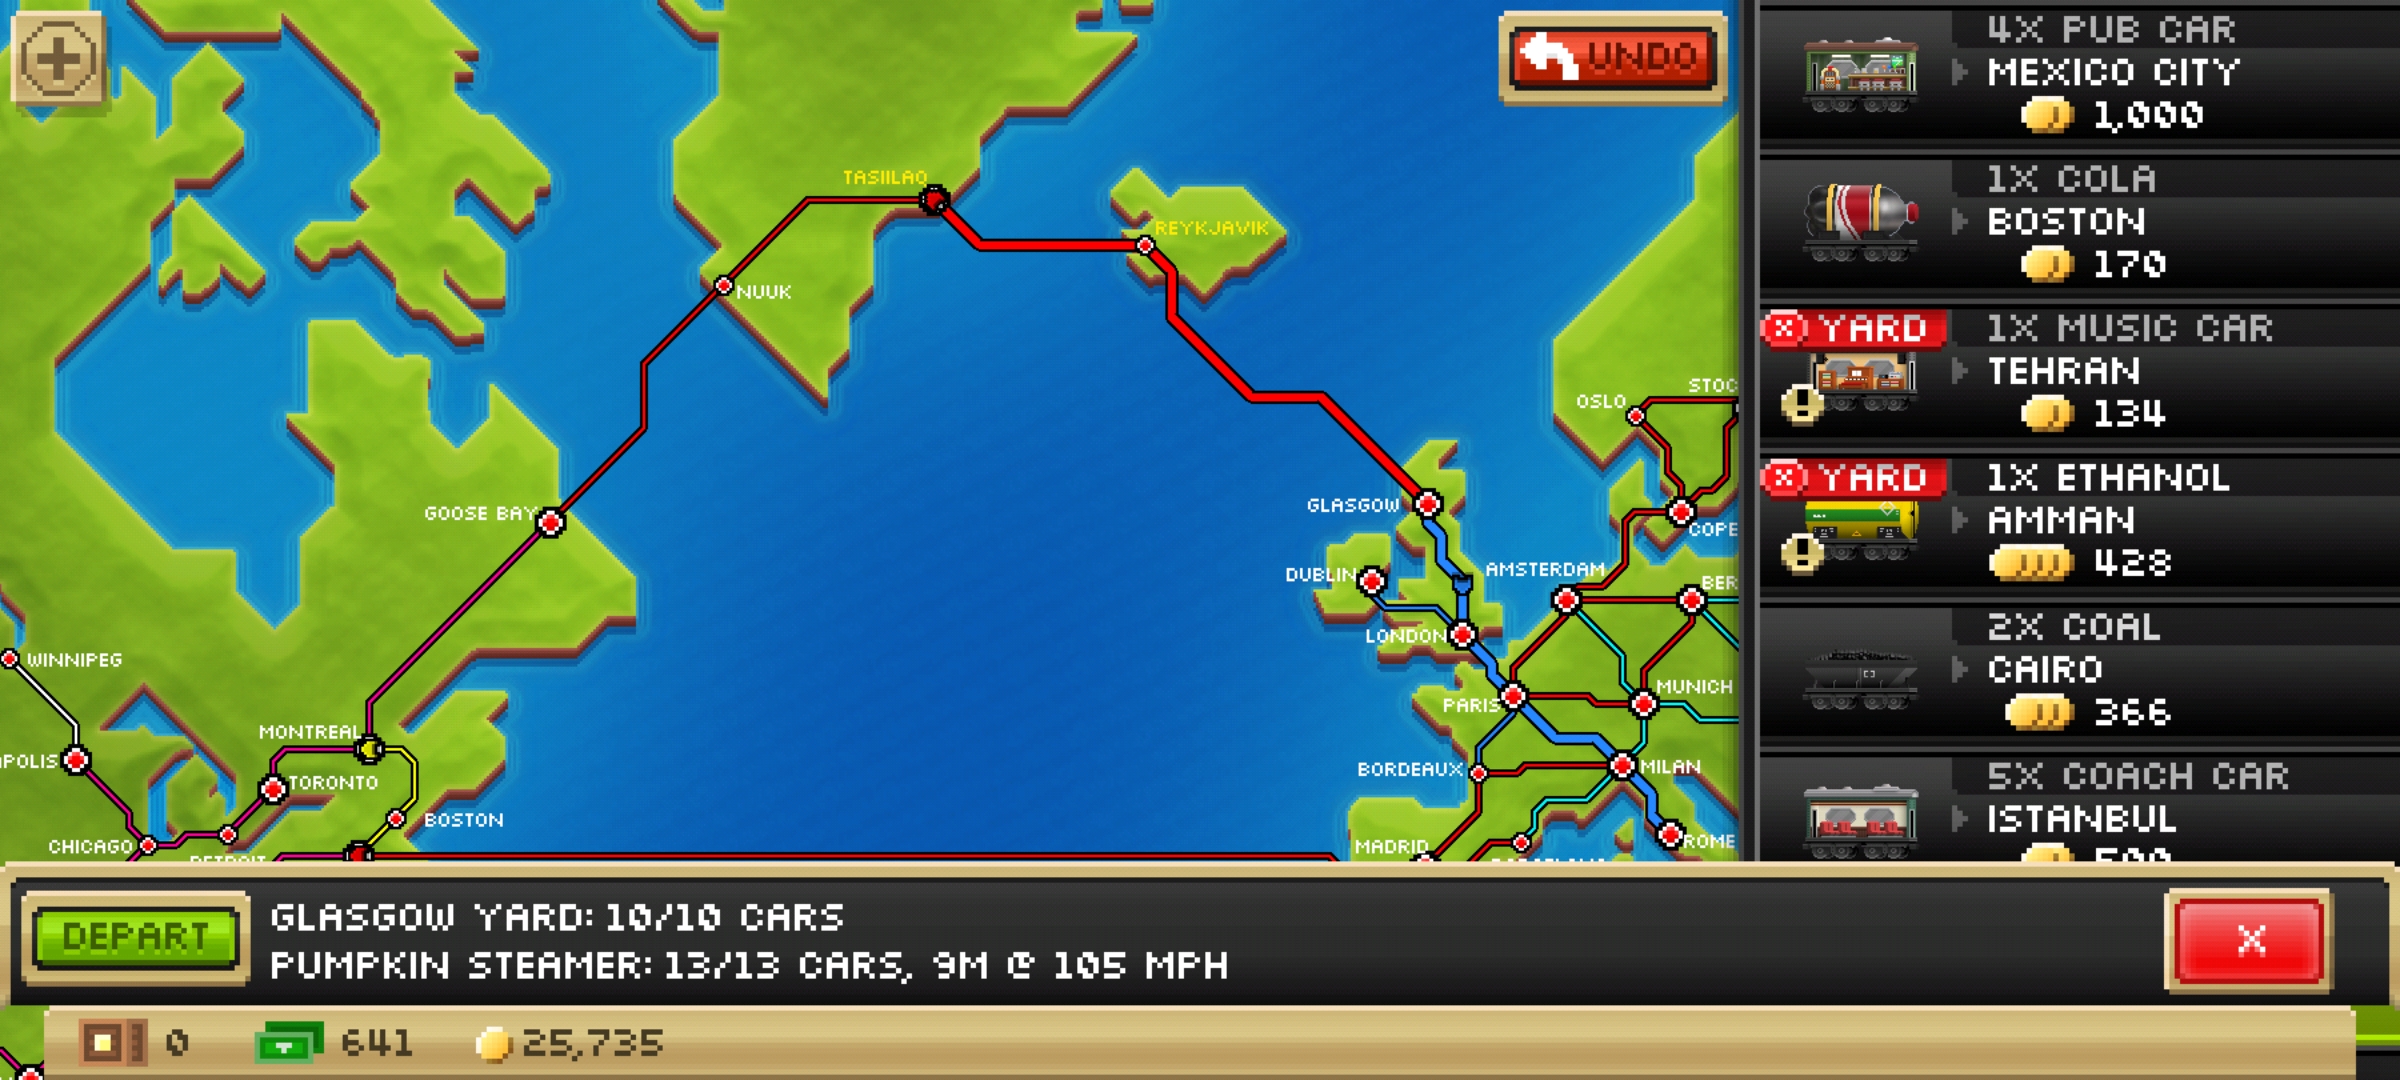 UNDO
TASIILAQ
REYKJAVIK
NUUK
GOOSE BAY
GLASGOW
DUBLIN
LONDON
AMSTERDAM
OSLO
STOC
COPE
BER
MUNICH
PARIS
MILAN
BORDEAUX
ROME
MADRID
WINNIPEG
MONTREAL
TORONTO
BOSTON
CHICAGO
DETROIT
4X PUB CAR
MEXICO CITY
1,000
1X COLA
BOSTON
170
YARD
1X MUSIC CAR
TEHRAN
134
YARD
1X ETHANOL
AMMAN
428
2X COAL
CAIRO
366
5X COACH CAR
ISTANBUL
500
DEPART
GLASGOW YARD: 10/10 CARS
PUMPKIN STEAMER: 13/13 CARS, 9M @ 105 MPH
X
0
641
25,735